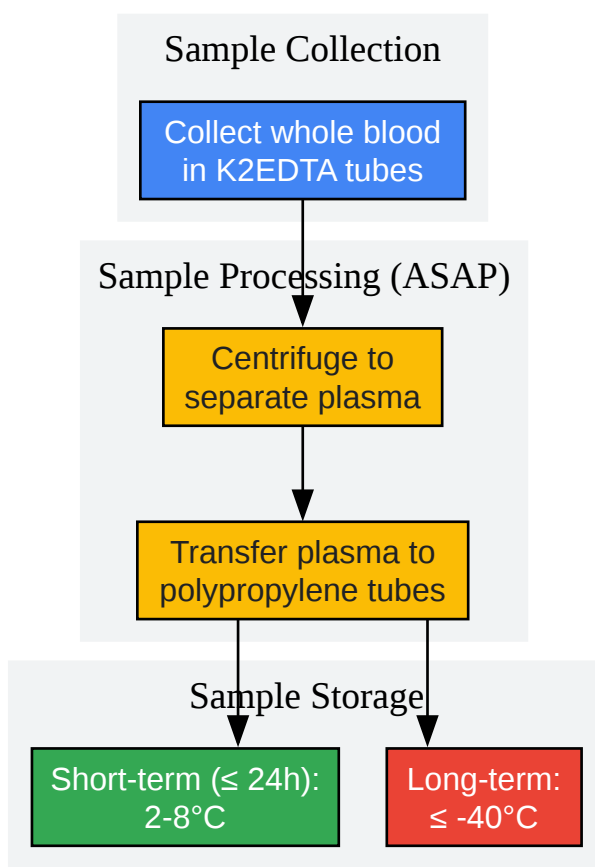 Sample Collection
Collect whole blood
in K2EDTA tubes
Sample Processing (ASAP)
Centrifuge to
separate plasma
Transfer plasma to
polypropylene tubes
Sample Storage
Short-term (≤ 24h):
2-8°C
Long-term:
≤ -40°C